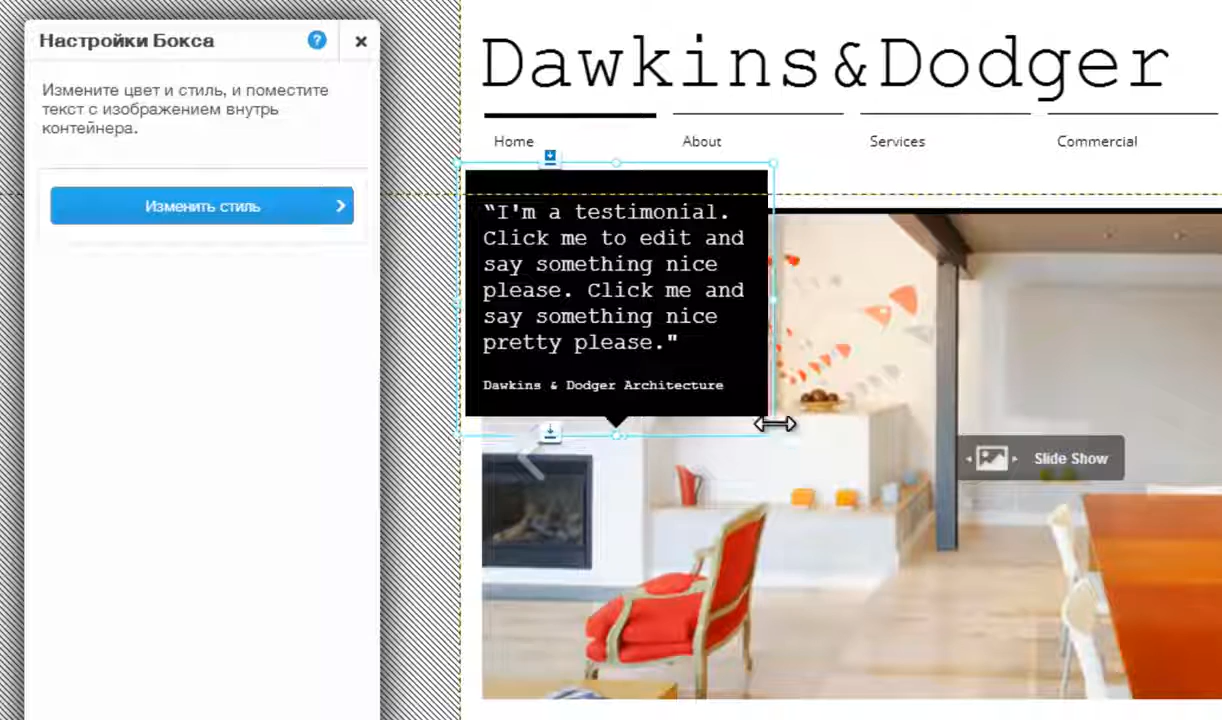 Настройки Бокса
?
Измените цвет и стиль, и поместите
текст с изображением внутрь
контейнера.
Изменить стиль
Dawkins&Dodger
Home
About
Services
Commercial
“I'm a testimonial.
Click me to edit and
say something nice
please. Click me and
say something nice
pretty please."
Dawkins & Dodger Architecture
Slide Show